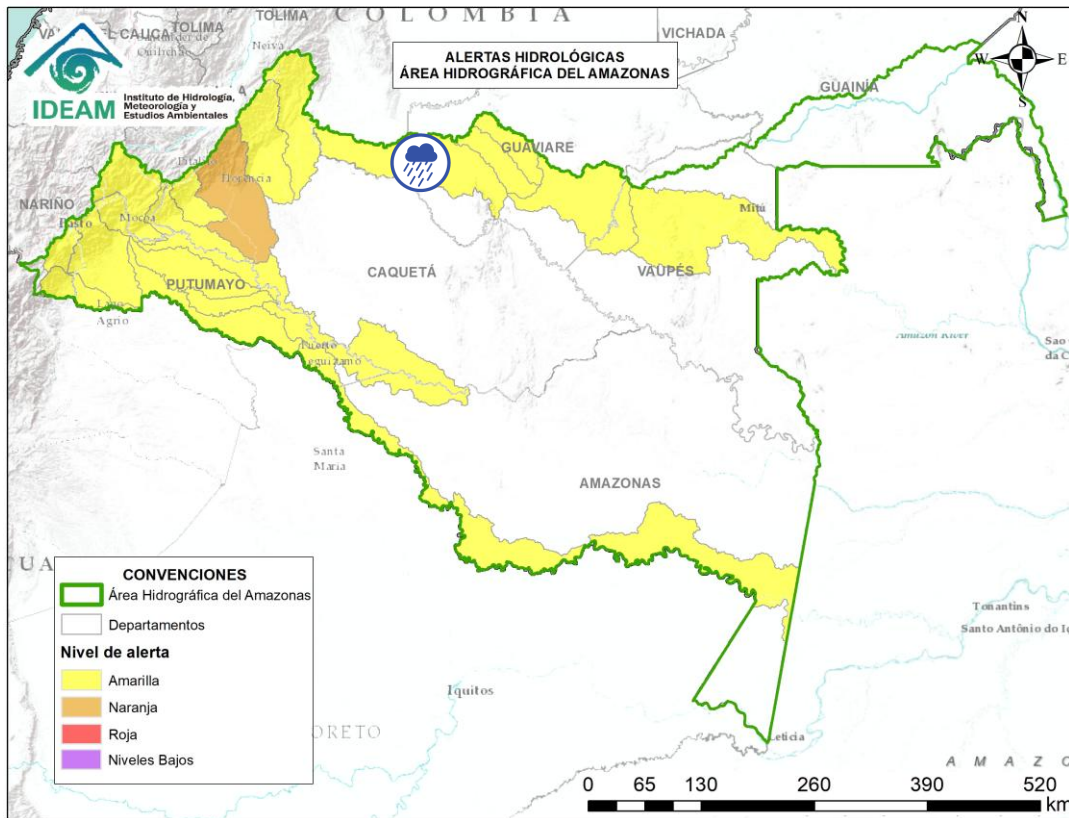 TOLIMA
COLOMBIA
TOLIMA
Neiva
VICHADA
N
W
E
S
IDEAM
Instituto de Hidrología,
Meteorología y
Estudios Ambientales
ALERTAS HIDROLÓGICAS
ÁREA HIDROGRÁFICA DEL AMAZONAS
GUAINÍA
GUAVIARE
Florencia
NARIÑO
Pasto
Mocoa
Mitú
CAQUETÁ
VAUPÉS
PUTUMAYO
Lago
Agrio
Puerto
Leguízamo
Amazon River
Santa
María
AMAZONAS
CONVENCIONES
Área Hidrográfica del Amazonas
Departamentos
Nivel de alerta
Amarilla
Naranja
Roja
Niveles Bajos
Tonantins
Santo Antônio do
Iquitos
Leticia
AMAZO
0 65 130 260 390 520
km